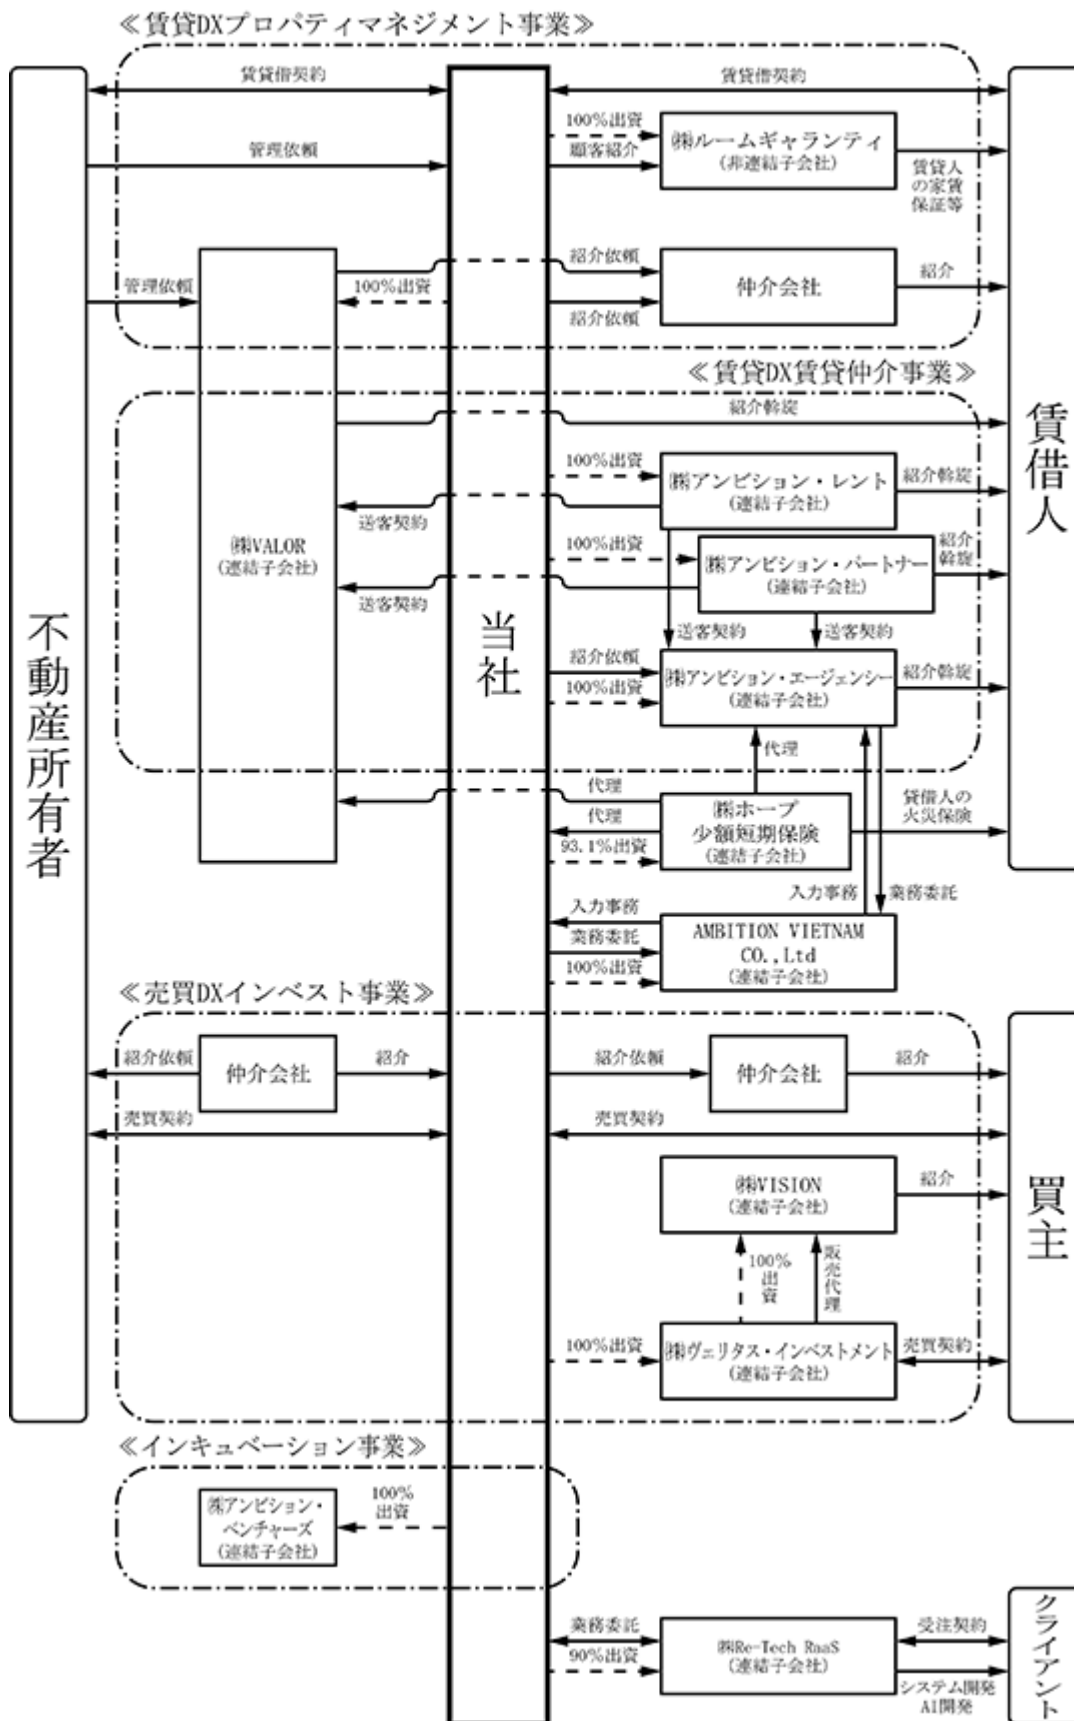 ≪賃貸DXプロパティマネジメント事業≫
賃貸借契約
賃貸借契約
100%出資
㈱ルームギャランティ
(非連結子会社)
管理依頼
顧客紹介
賃貸人
の家賃
保証等
紹介依頼
仲介会社
紹介
管理依頼
100%出資
紹介依頼
≪賃貸DX賃貸仲介事業≫
紹介斡旋
賃借人
100%出資
㈱アンビション・レント
(連結子会社)
紹介斡旋
送客契約
㈱VALOR
(連結子会社)
100%出資
㈱アンビション・パートナー
(連結子会社)
紹介
斡旋
送客契約
不動産所有者
当社
送客契約
送客契約
紹介依頼
100%出資
㈱アンビション・エージェンシー
(連結子会社)
紹介斡旋
代理
代理
代理
93.1%出資
㈱ホープ
少額短期保険
(連結子会社)
賃借人の
火災保険
入力事務
業務委託
入力事務
業務委託
100%出資
AMBITION VIETNAM
CO.,Ltd
(連結子会社)
≪売買DXインベスト事業≫
紹介依頼
仲介会社
紹介
紹介依頼
仲介会社
紹介
売買契約
売買契約
㈱VISION
(連結子会社)
紹介
買主
100%
出資
販売代理
100%出資
㈱ヴェリタス・インベストメント
(連結子会社)
売買契約
≪インキュベーション事業≫
㈱アンビション・
ベンチャーズ
(連結子会社)
100%
出資
業務委託
90%出資
㈱Re-Tech RaaS
(連結子会社)
受注契約
システム開発
AI開発
クライアント